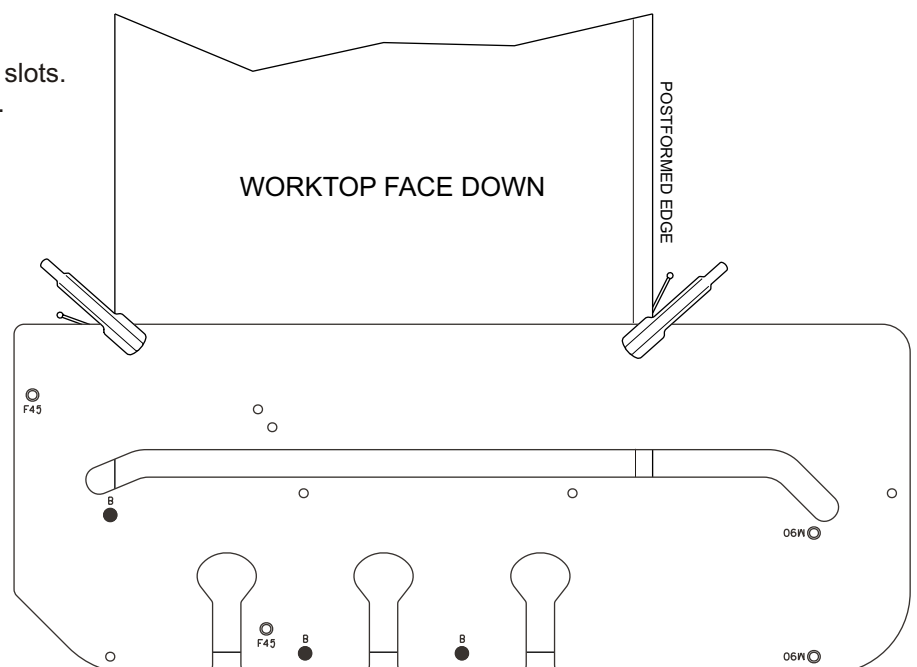 slots.
.
WORKTOP FACE DOWN
POSTFORMED EDGE
F45
B
M90
F45
B
B
M90